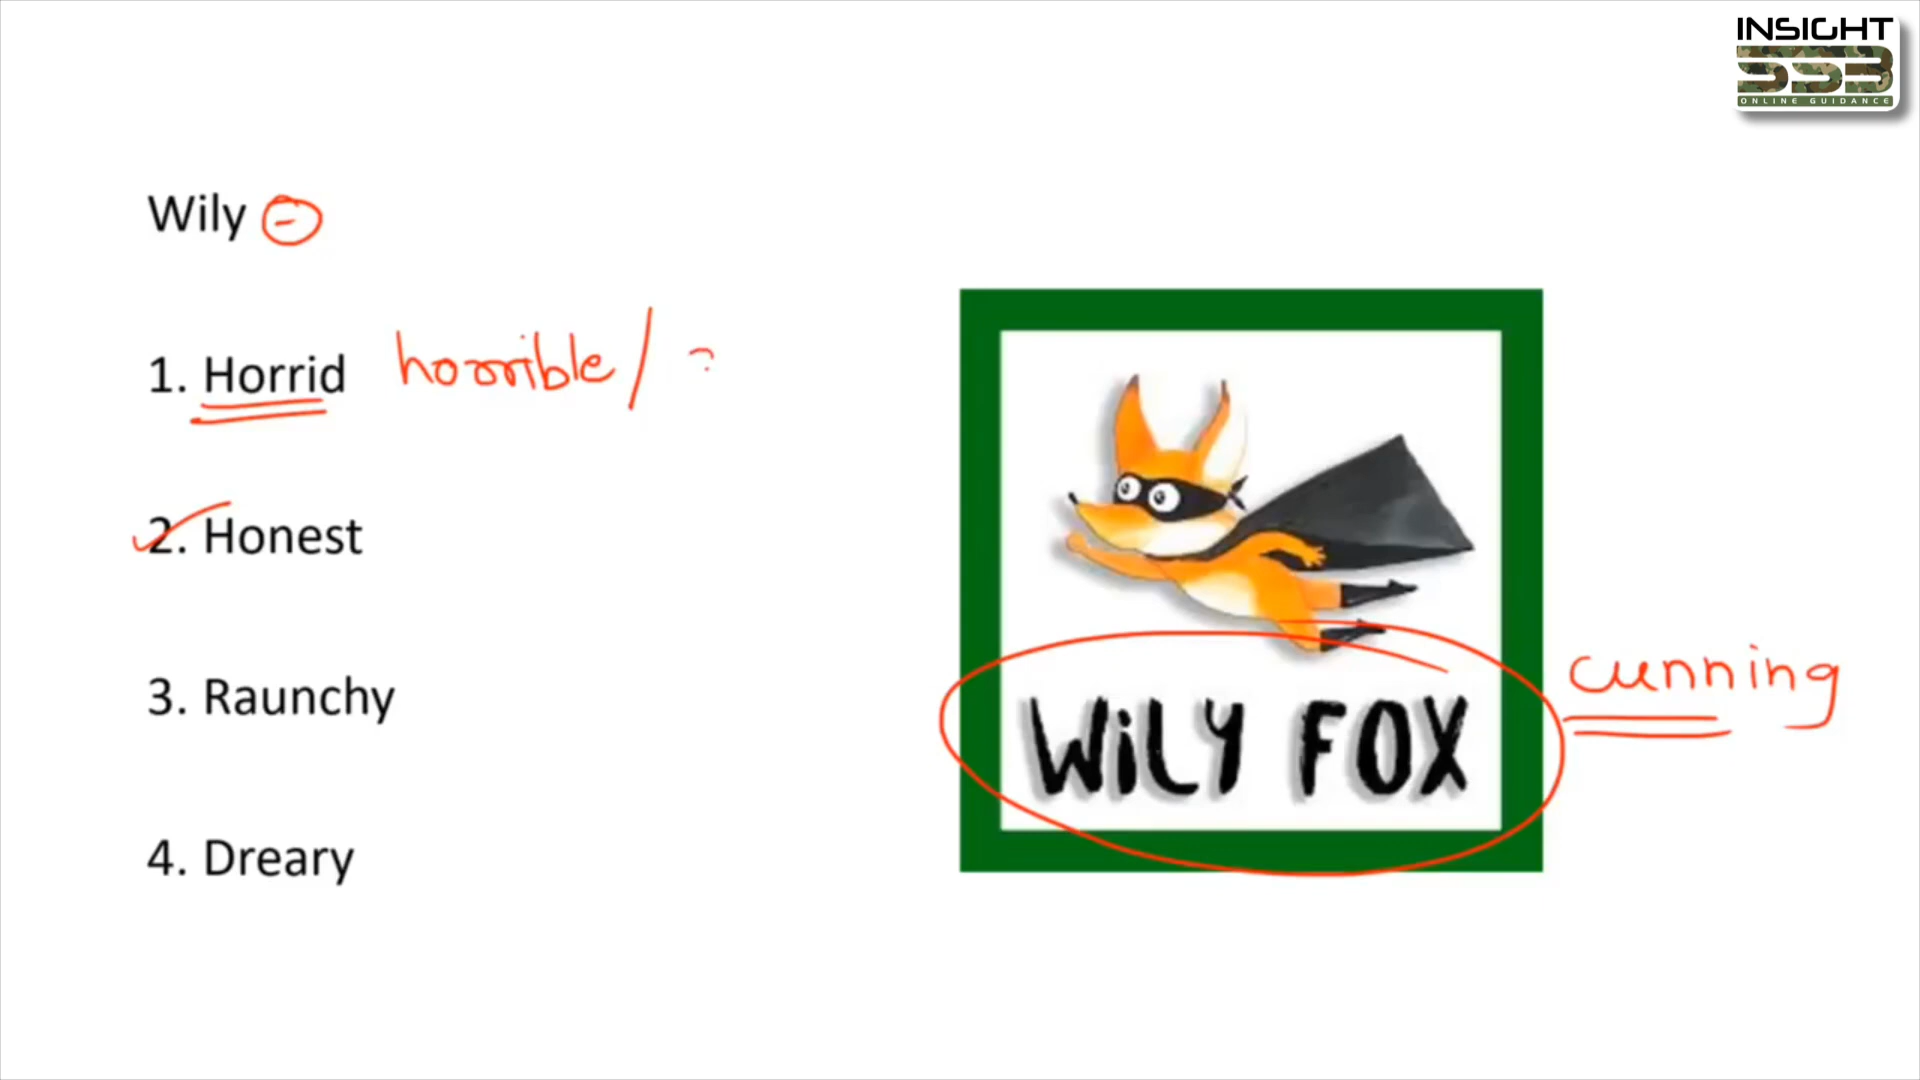 INSIGHT
SSB
ONLINE GUIDANCE
Wily -
1. Horrid horrible /
2. Honest
3. Raunchy
4. Dreary
WiLY FOX
cunning